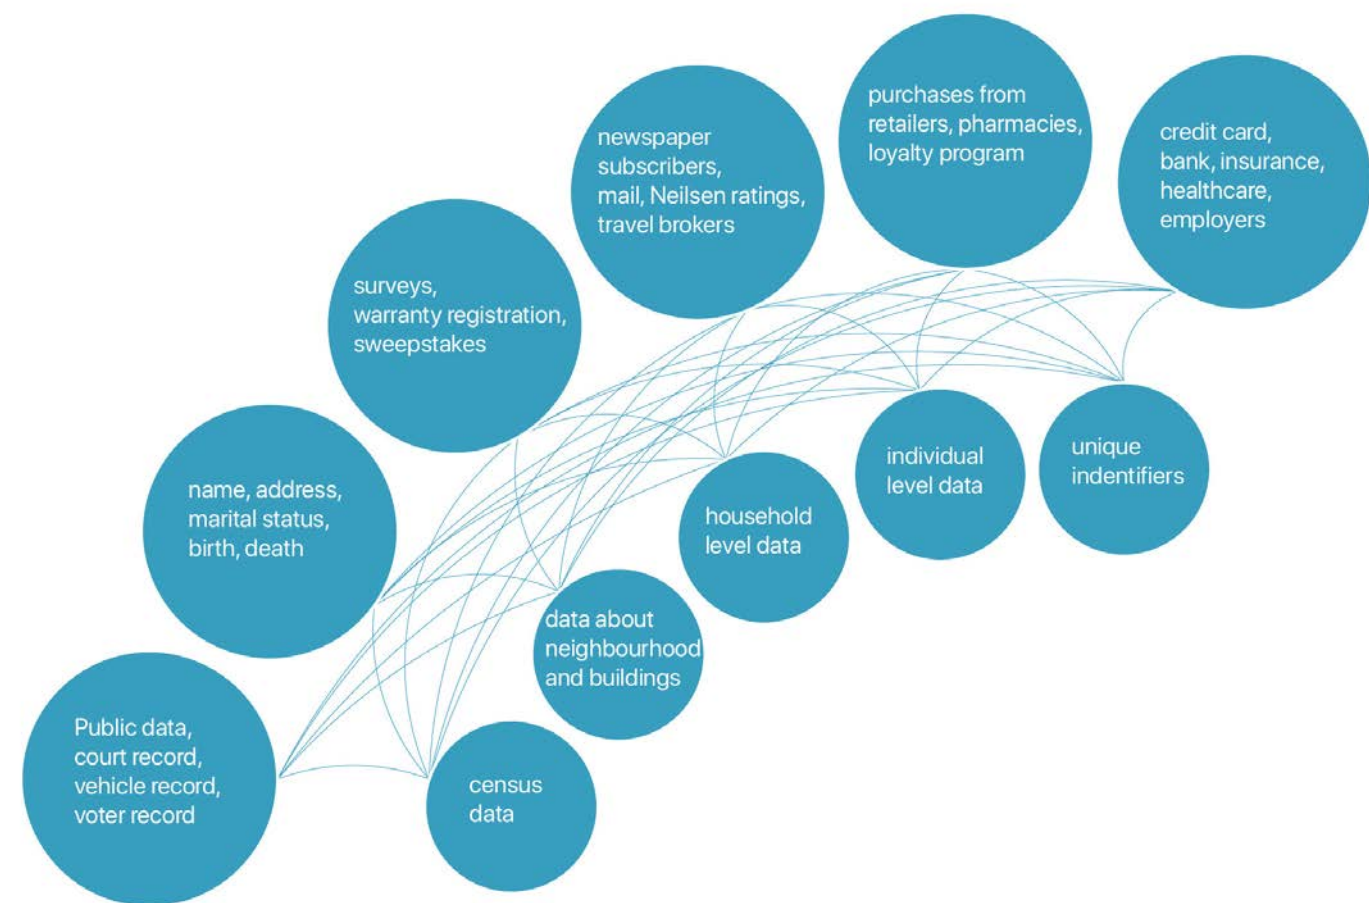 purchases from
retailers, pharmacies,
loyalty program
credit card,
bank, insurance,
healthcare,
employers
newspaper
subscribers,
mail, Neilsen ratings,
travel brokers
surveys,
warranty registration,
sweepstakes
name, address,
marital status,
birth, death
Public data,
court record,
vehicle record,
voter record
unique
indentifiers
individual
level data
household
level data
data about
neighbourhood
and buildings
census
data